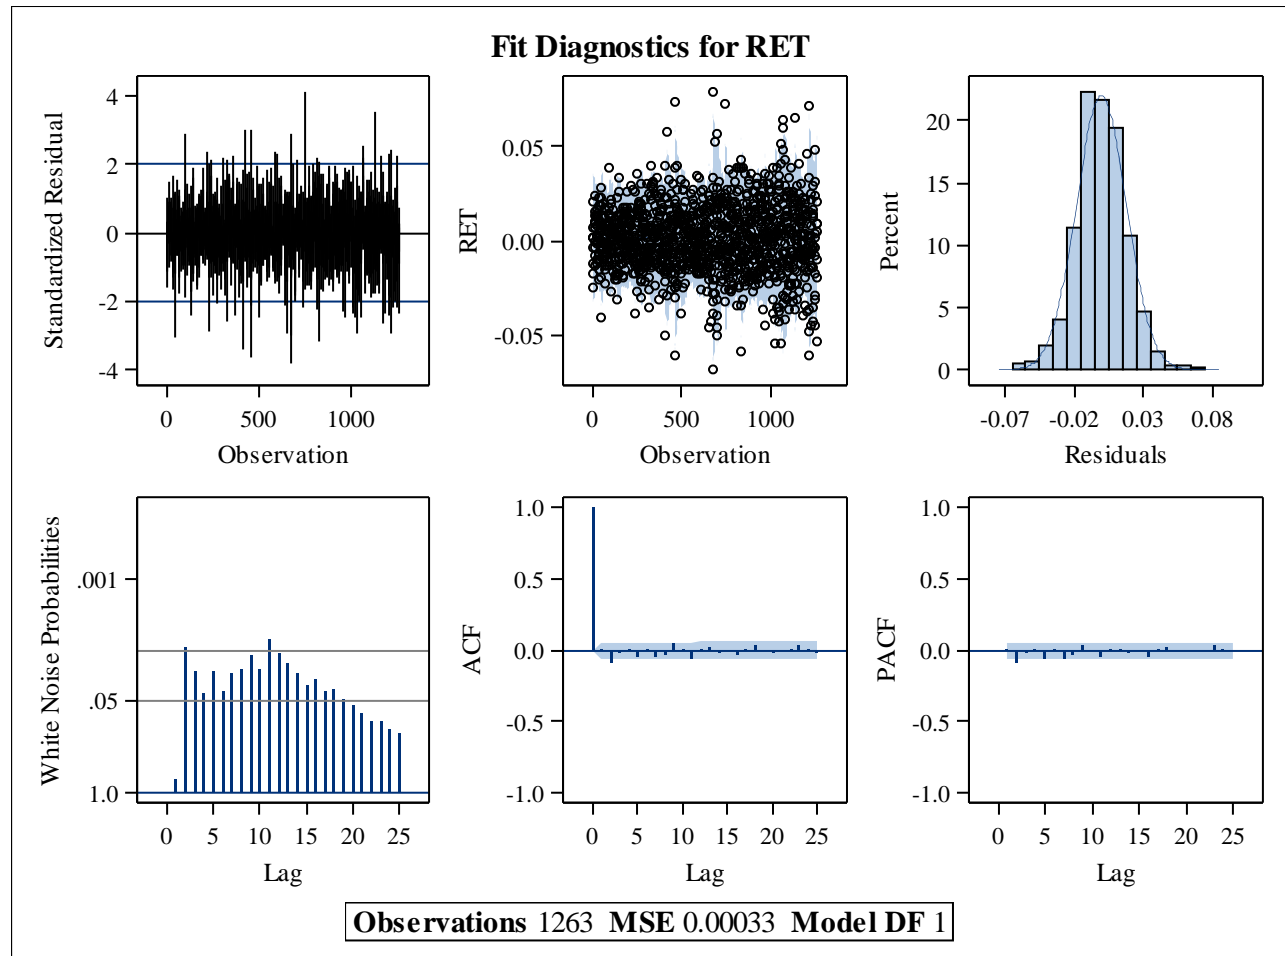 Fit Diagnostics for RET
Standardized Residual
4
2
0
-2
-4
0 500 1000
Observation
RET
0.05
0.00
-0.05
0 500 1000
Observation
Percent
20
15
10
5
0
-0.07 -0.02 0.03 0.08
Residuals
White Noise Probabilities
.001
.05
1.0
0 5 10 15 20 25
Lag
ACF
1.0
0.5
0.0
-0.5
-1.0
0 5 10 15 20 25
Lag
PACF
1.0
0.5
0.0
-0.5
-1.0
0 5 10 15 20 25
Lag
Observations 1263 MSE 0.00033 Model DF 1